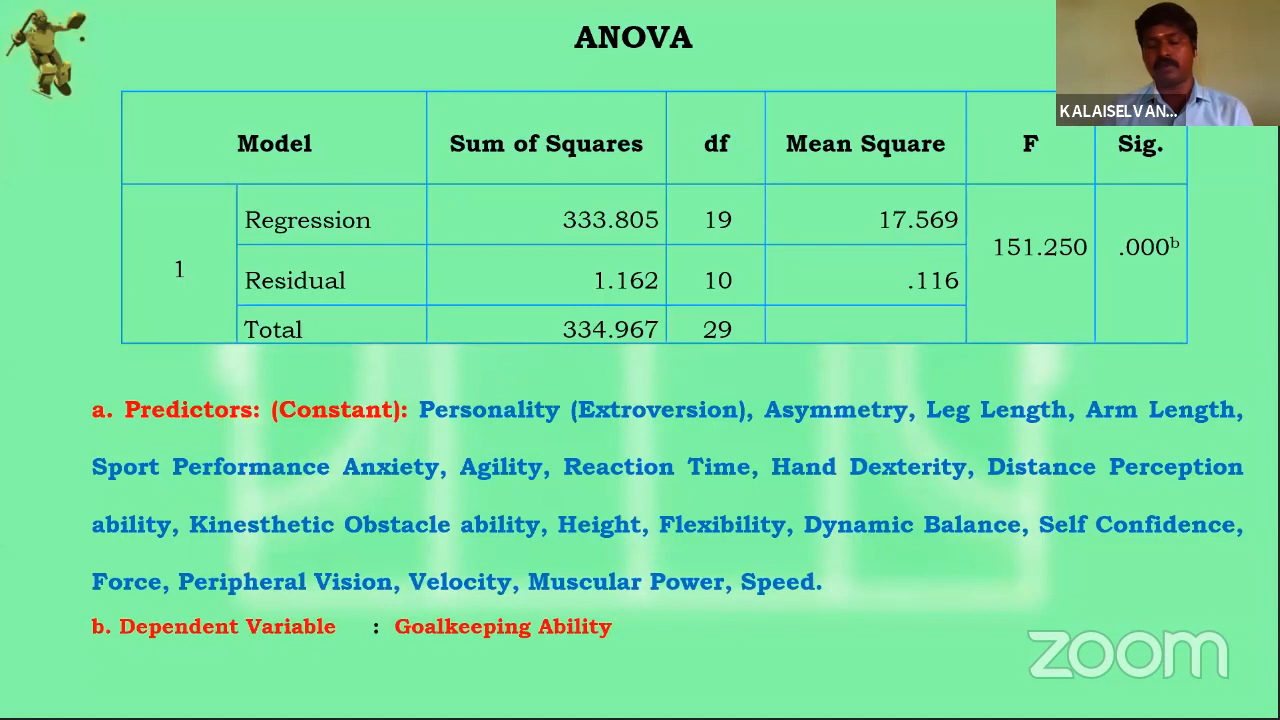 ANOVA
KALAISELVAN...
Model Sum of Squares df Mean Square F Sig.
1 Regression 333.805 19 17.569 151.250 .000b
Residual 1.162 10 .116
Total 334.967 29
a. Predictors: (Constant): Personality (Extroversion), Asymmetry, Leg Length, Arm Length,
Sport Performance Anxiety, Agility, Reaction Time, Hand Dexterity, Distance Perception
ability, Kinesthetic Obstacle ability, Height, Flexibility, Dynamic Balance, Self Confidence,
Force, Peripheral Vision, Velocity, Muscular Power, Speed.
b. Dependent Variable : Goalkeeping Ability
zoom